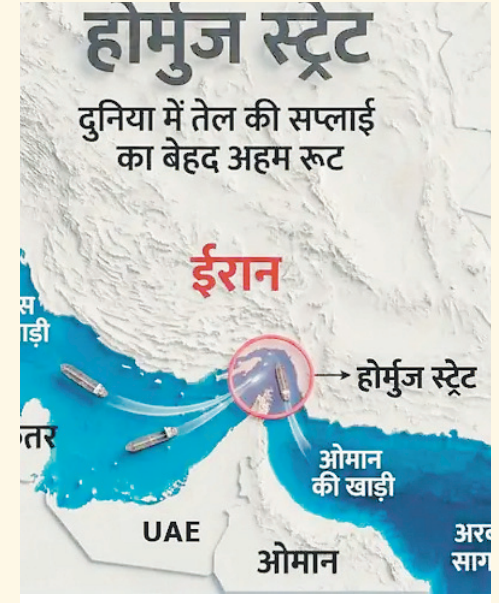 होर्मुज स्ट्रेट
दुनिया में तेल की सप्लाई
का बेहद अहम रूट
ईरान
होर्मुज स्ट्रेट
ओमान
की खाड़ी
UAE
ओमान